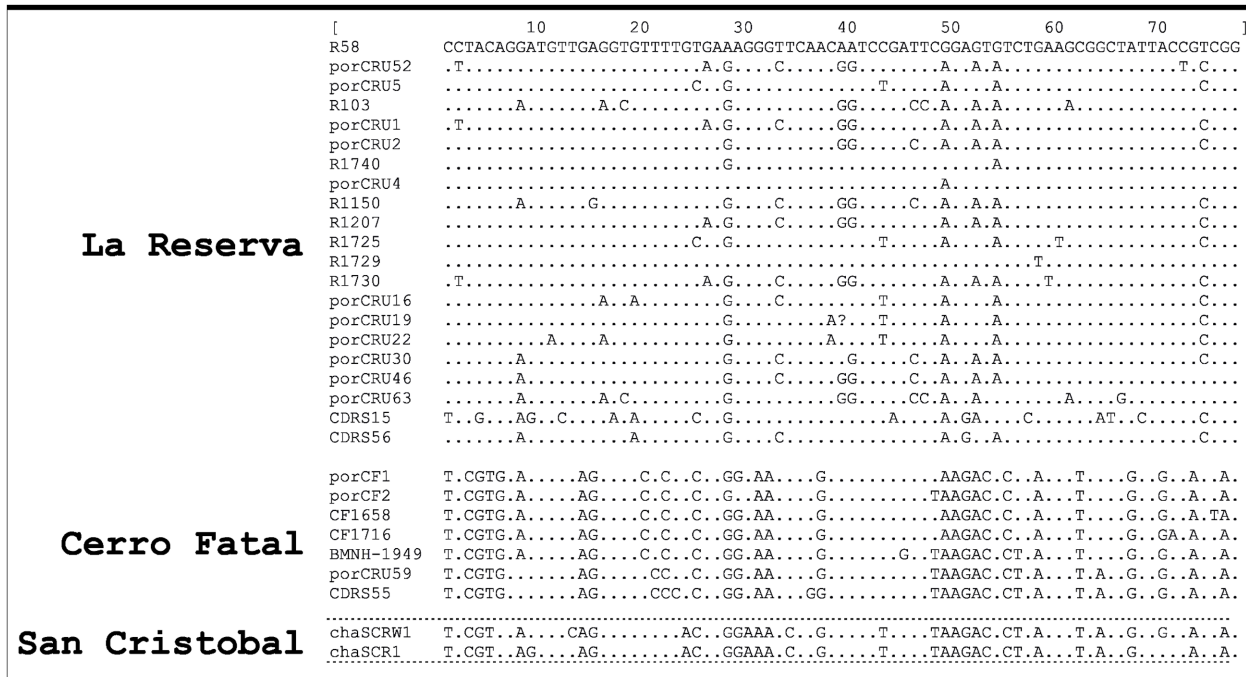 [ 10 20 30 40 50 60 70 ]
R58 CCTACAGGATGTTGAGGTGTTTTGTGAAAGGGTTCAACAATCCGATTCGGAGTGTCTGAAGCGGCTATTACCGTCGG
porCRU52 .T.......................A.G....C.....GG........A..A.A.................T.C...
porCRU5 ........................C..G..............T.....A....A...................C...
R103 .......A.......A.C.........G..........GG.....CC.A..A.A......A................
porCRU1 .T.......................A.G....C.....GG........A..A.A...................C...
porCRU2 ...........................G..........GG.....C..A..A.A...................C...
R1740 ...........................G.........................A.......................
porCRU4 ................................................A............................
R1150 .......A......G............G....C.....GG.....C..A..A.A...................C...
R1207 .........................A.G....C.....GG........A..A.A...................C...
R1725 ........................C..G..............T.....A....A.....T.............C...
R1729 .........................................................T...................
R1730 .T.......................A.G....C.....GG........A..A.A....T..............C...
porCRU16 ...............A..A........G....C.........T.....A....A...................C...
porCRU19 ...........................G.........A?...T.....A....A...................C...
porCRU22 ..........A....A...........G.........A....T.....A....A...................C...
porCRU30 .......A...................G....C......G.....C..A..A.A...................C...
porCRU46 .......A...................G....C.....GG.....C..A..A.A.......................
porCRU63 .......A.......A.C.........G..........GG.....CC.A..A........A....G...........
CDRS15 T..G...AG..C....A.A.....C..G...............A....A.GA....C......AT..C.....C...
CDRS56 .......A..........A........G....C...............A.G..A...................C...
La Reserva
porCF1 T.CGTG.A.....AG....C.C..C..GG.AA....G...........AAGAC.C..A...T....G..G..A..A.
porCF2 T.CGTG.A.....AG....C.C..C..GG.AA....G..........TAAGAC.C..A...T....G..G..A..A.
CF1658 T.CGTG.A.....AG....C.C..C..GG.AA....G...........AAGAC.C..A...T....G..G..A.TA.
CF1716 T.CGTG.A.....AG....C.C..C..GG.AA....G...........AAGAC.C..A...T....G..GA.A..A.
BMNH-1949 T.CGTG.A.....AG....C.C..C..GG.AA....G.......G..TAAGAC.CT.A...T....G..G..A..A.
porCRU59 T.CGTG.......AG.....CC..C..GG.AA....G..........TAAGAC.CT.A...T.A..G..G..A..A.
CDRS55 T.CGTG.......AG.....CCC.C..GG.AA...GG..........TAAGAC.CT.A...T.A..G..G..A..A.
Cerro Fatal
chaSCRW1 T.CGT..A....CAG........AC..GGAAA.C..G.....T....TAAGAC.CT.A...T.A..G..G..A..A.
chaSCR1 T.CGT..AG....AG........AC..GGAAA.C..G.....T....TAAGAC.CT.A...T.A..G.....A..A.
San Cristobal